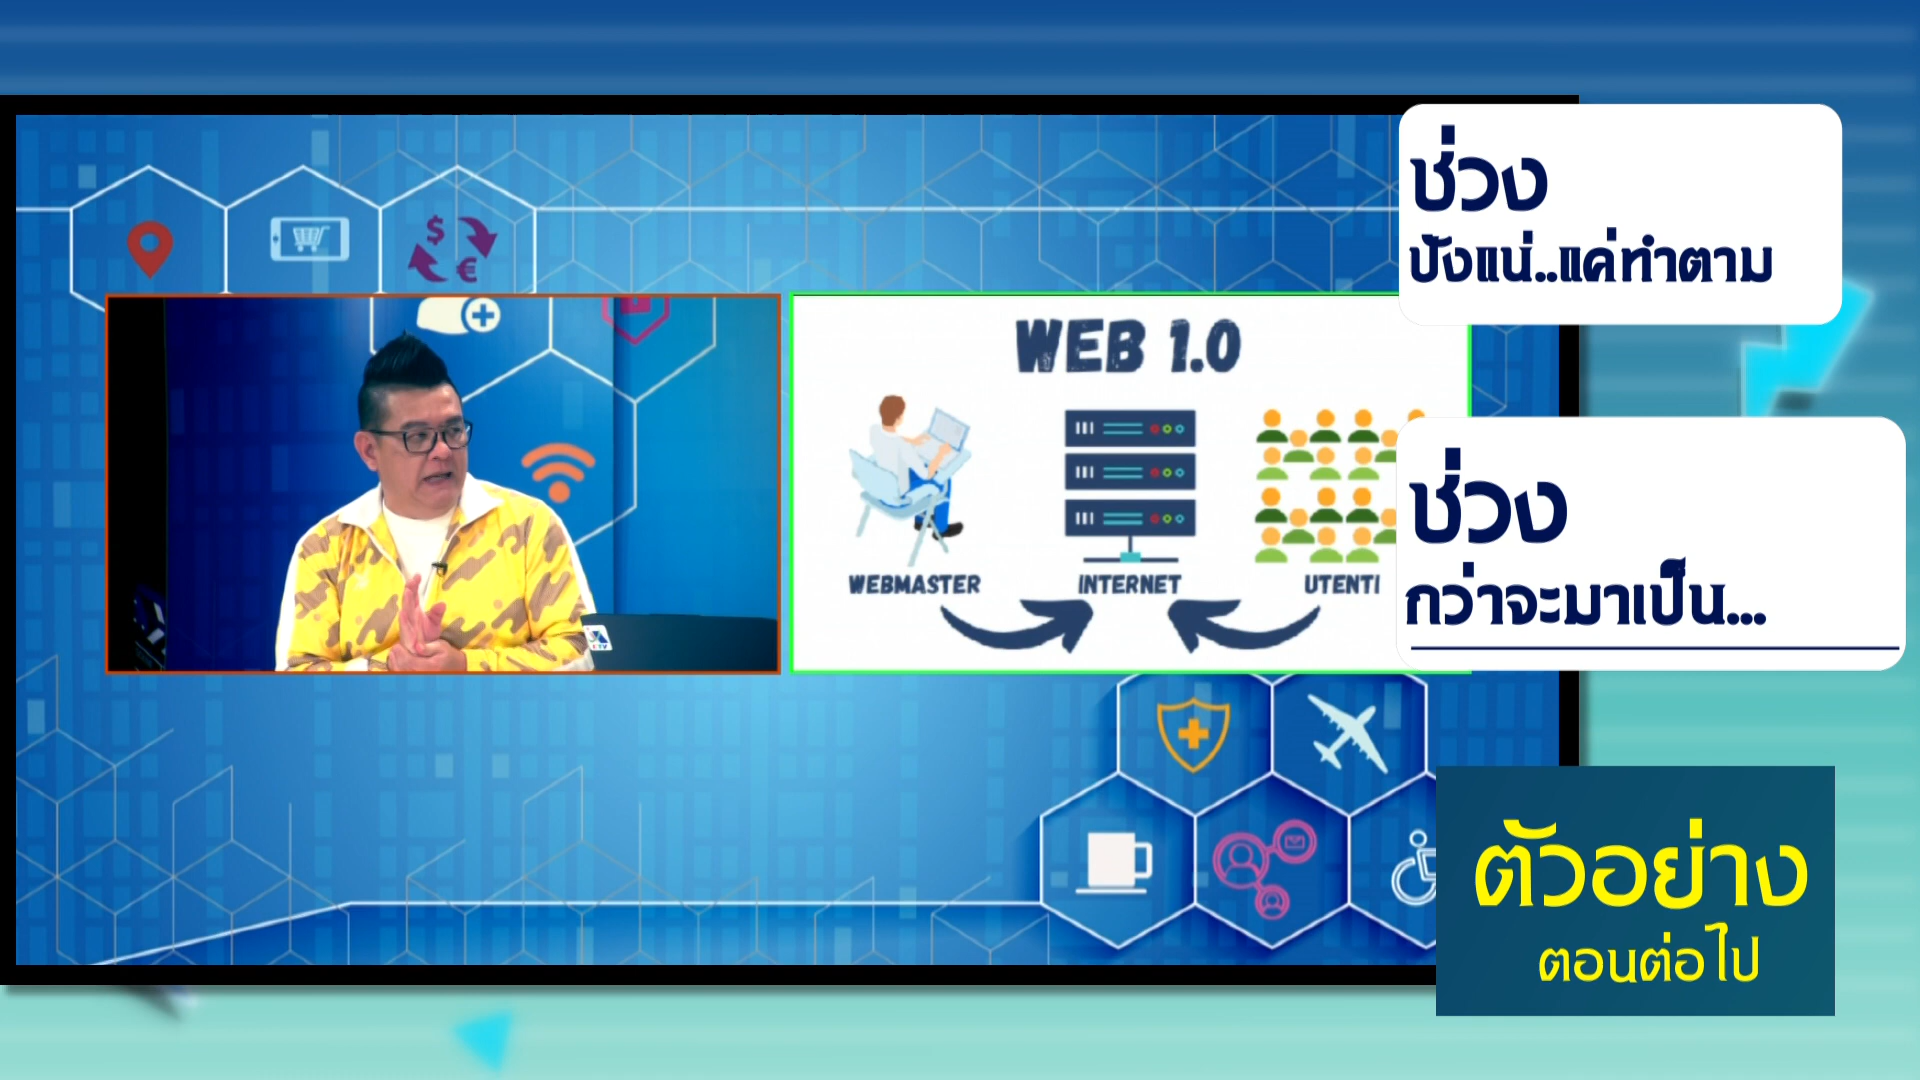 ช่วง
ปังแน่..แค่ทำตาม
WEB 1.0
WEBMASTER
INTERNET
UTENTI
ช่วง
กว่าจะมาเป็น...
ตัวอย่าง
ตอนต่อไป